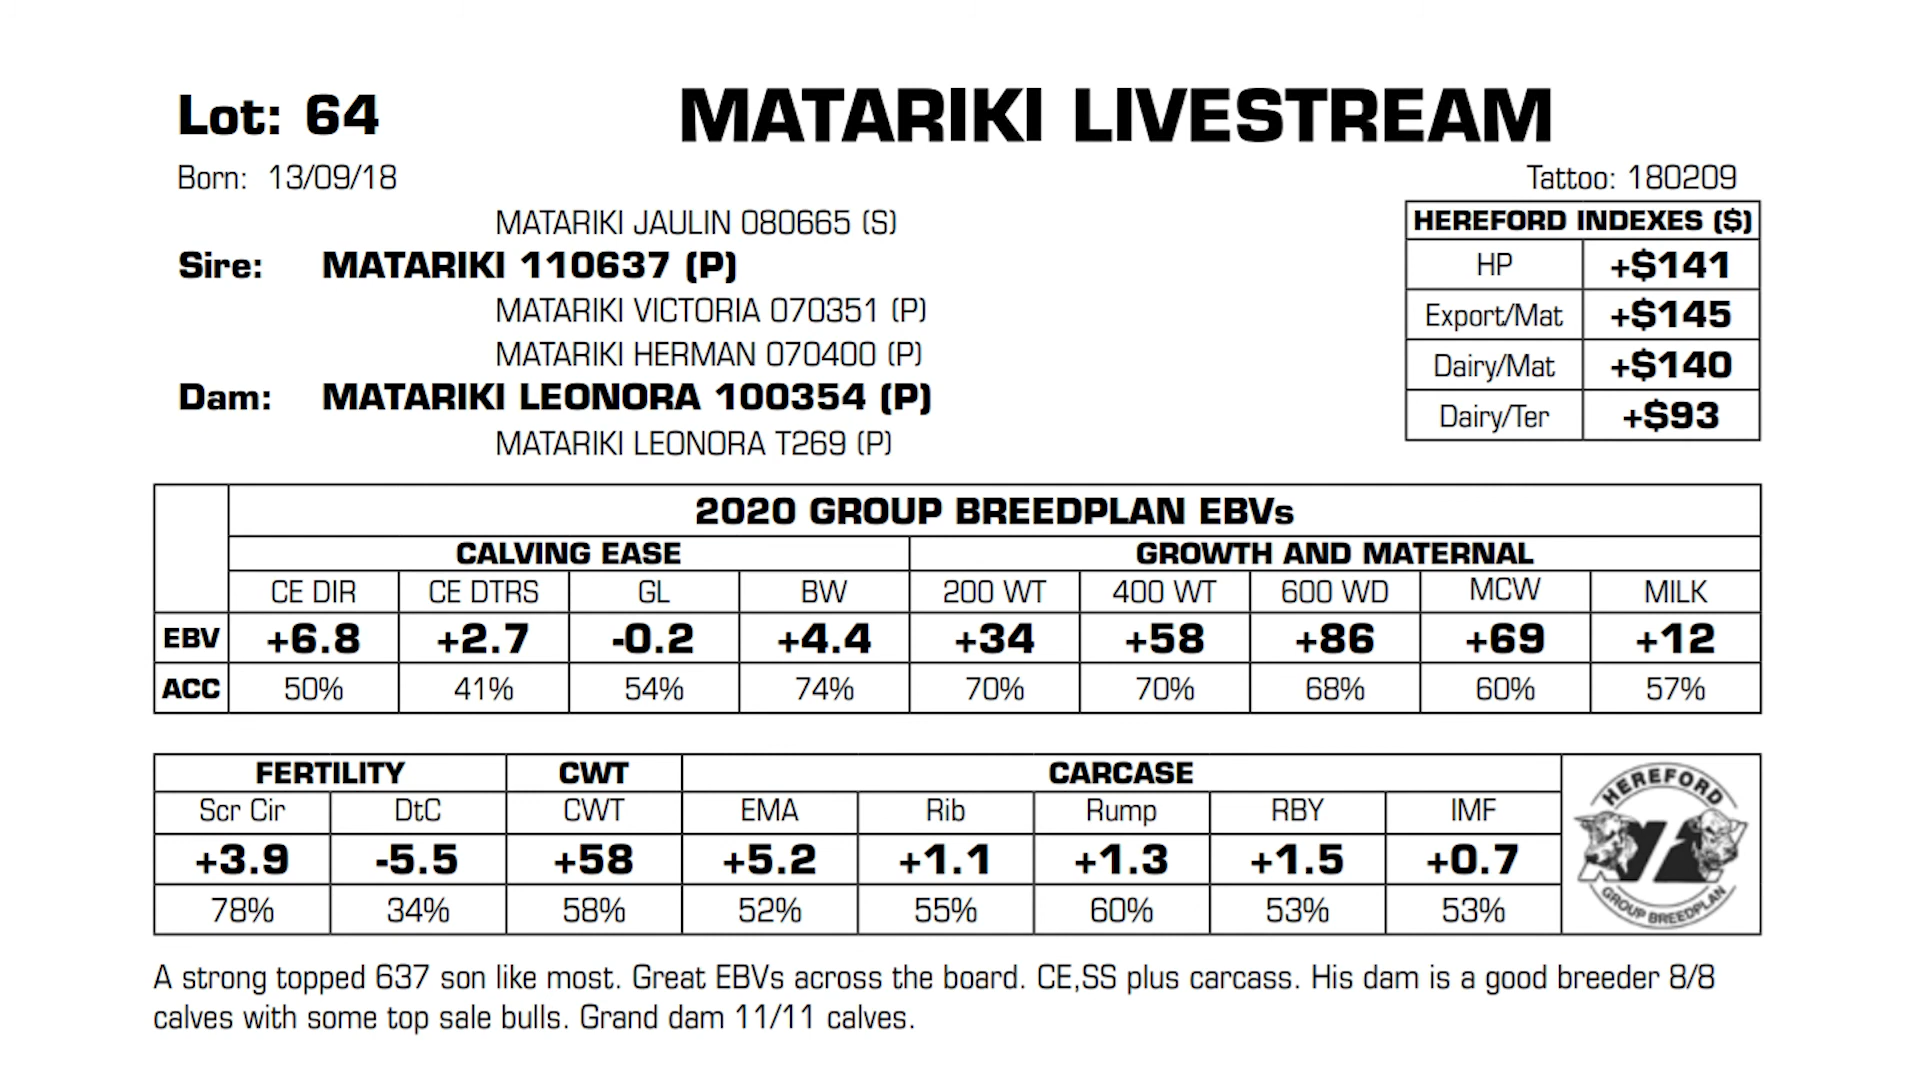 Lot: 64
MATARIKI LIVESTREAM
Born: 13/09/18
Tattoo: 180209
MATARIKI JAULIN 080665 (S)
Sire: MATARIKI 110637 (P)
MATARIKI VICTORIA 070351 (P)
MATARIKI HERMAN 070400 (P)
Dam: MATARIKI LEONORA 100354 (P)
MATARIKI LEONORA T269 (P)
HEREFORD INDEXES ($)
HP +$141
Export/Mat +$145
Dairy/Mat +$140
Dairy/Ter +$93
2020 GROUP BREEDPLAN EBVs
CALVING EASE GROWTH AND MATERNAL
CE DIR CE DTRS GL BW 200 WT 400 WT 600 WD MCW MILK
EBV +6.8 +2.7 -0.2 +4.4 +34 +58 +86 +69 +12
ACC 50% 41% 54% 74% 70% 70% 68% 60% 57%
FERTILITY CWT CARCASE
Scr Cir DtC CWT EMA Rib Rump RBY IMF
+3.9 -5.5 +58 +5.2 +1.1 +1.3 +1.5 +0.7
78% 34% 58% 52% 55% 60% 53% 53%
HEREFORD
GROUP BREEDPLAN
A strong topped 637 son like most. Great EBVs across the board. CE,SS plus carcass. His dam is a good breeder 8/8
calves with some top sale bulls. Grand dam 11/11 calves.